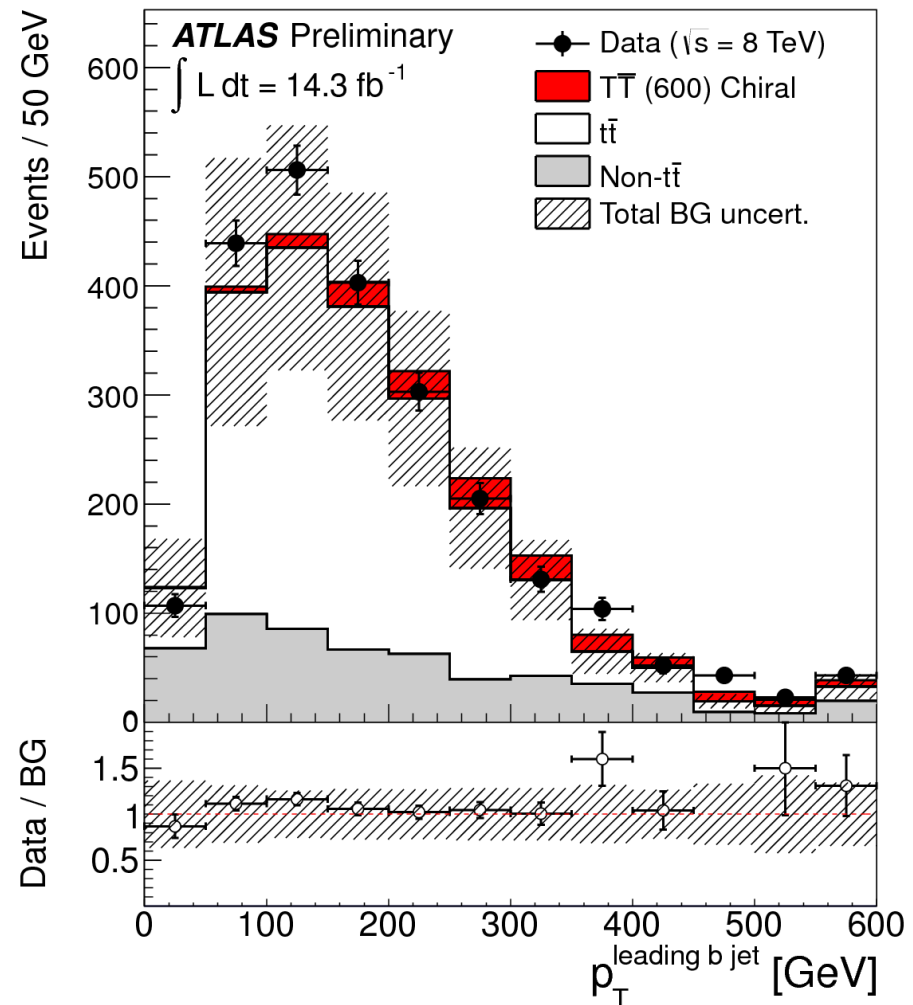 ATLAS Preliminary
∫ L dt = 14.3 fb⁻¹
Data (√s = 8 TeV)
TT̅ (600) Chiral
tt̅
Non-tt̅
Total BG uncert.
Events / 50 GeV
600
500
400
300
200
100
0
Data / BG
1.5
1
0.5
0 100 200 300 400 500 600
p_T^leading b jet [GeV]